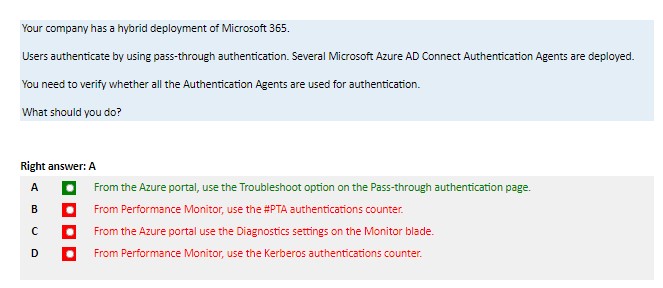 Your company has a hybrid deployment of Microsoft 365.
Users authenticate by using pass-through authentication. Several Microsoft Azure AD Connect Authentication Agents are deployed.
You need to verify whether all the Authentication Agents are used for authentication.
What should you do?
Right answer: A
A From the Azure portal, use the Troubleshoot option on the Pass-through authentication page.
B From Performance Monitor, use the #PTA authentications counter.
C From the Azure portal use the Diagnostics settings on the Monitor blade.
D From Performance Monitor, use the Kerberos authentications counter.